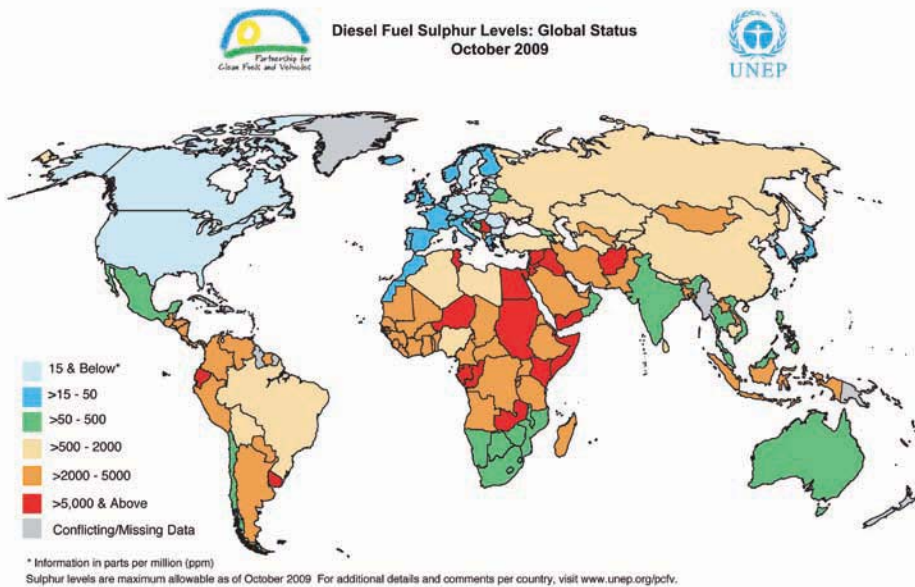 Partnership for
Clean Fuels and Vehicles
Diesel Fuel Sulphur Levels: Global Status
October 2009
UNEP
15 & Below*
>15 - 50
>50 - 500
>500 - 2000
>2000 - 5000
>5,000 & Above
Conflicting/Missing Data
* Information in parts per million (ppm)
Sulphur levels are maximum allowable as of October 2009 For additional details and comments per country, visit www.unep.org/pcfv.